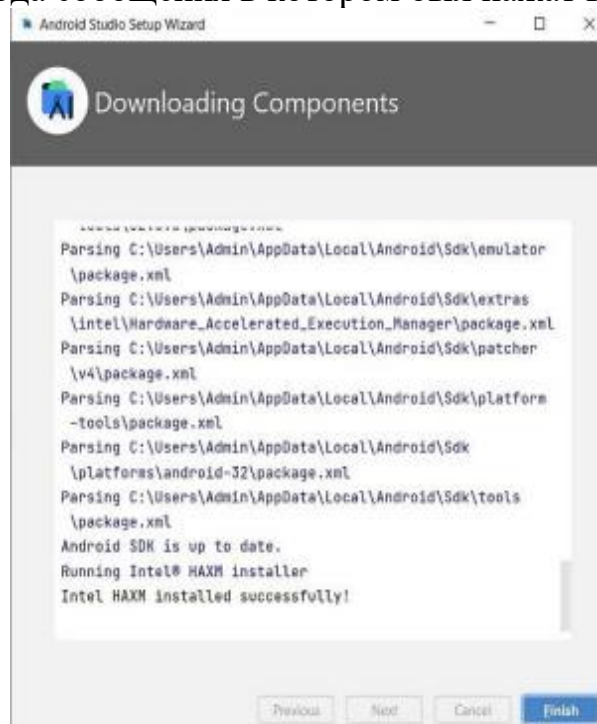 сообщения в котором был нажат
Android Studio Setup Wizard
Downloading Components
Parsing C:\Users\Admin\AppData\Local\Android\Sdk\emulator
\package.xml
Parsing C:\Users\Admin\AppData\Local\Android\Sdk\extras
\intel\Hardware_Accelerated_Execution_Manager\package.xml
Parsing C:\Users\Admin\AppData\Local\Android\Sdk\patcher
\v4\package.xml
Parsing C:\Users\Admin\AppData\Local\Android\Sdk\platform
-tools\package.xml
Parsing C:\Users\Admin\AppData\Local\Android\Sdk
\platforms\android-32\package.xml
Parsing C:\Users\Admin\AppData\Local\Android\Sdk\tools
\package.xml
Android SDK is up to date.
Running Intel® HAXM installer
Intel HAXM installed successfully!
Previous Next Cancel Finish